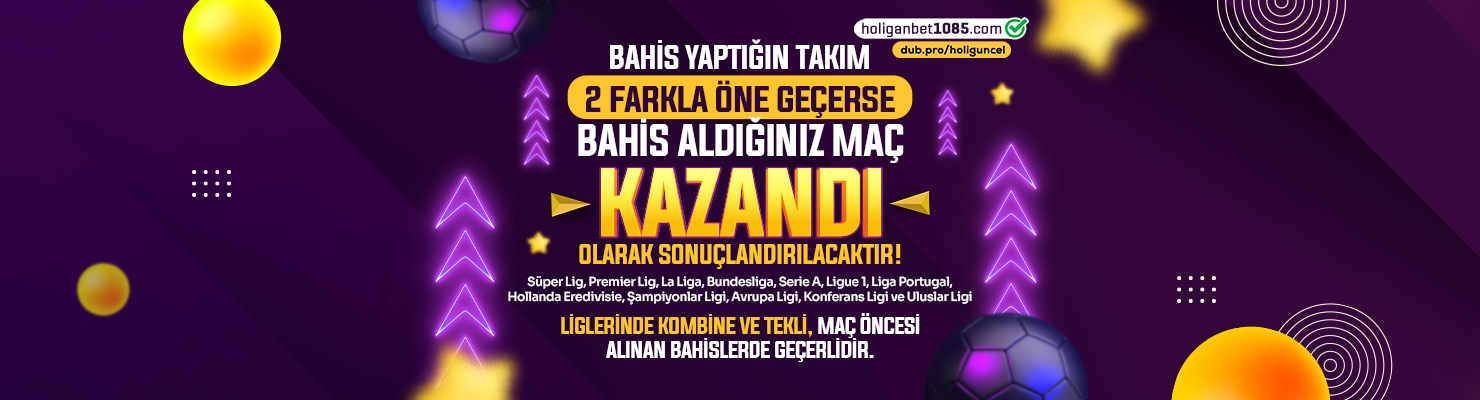 holiganbet1085.com
dub.pro/holiguncel
BAHİS YAPTIĞIN TAKIM
2 FARKLA ÖNE GEÇERSE
BAHİS ALDIĞINIZ MAÇ
KAZANDI
OLARAK SONUÇLANDIRILACAKTIR!
Süper Lig, Premier Lig, La Liga, Bundesliga, Serie A, Ligue 1, Liga Portugal,
Hollanda Eredivisie, Şampiyonlar Ligi, Avrupa Ligi, Konferans Ligi ve Uluslar Ligi
LİGLERİNDE KOMBİNE VE TEKLİ, MAÇ ÖNCESİ
ALINAN BAHİSLERDE GEÇERLİDİR.